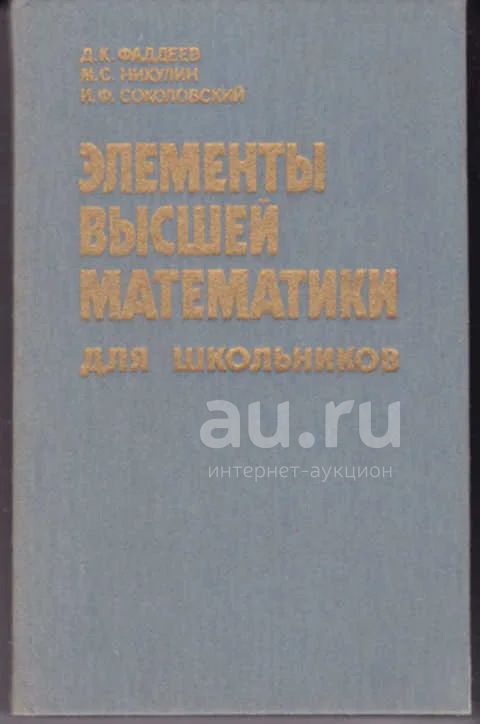 Д. К. ФАДДЕЕВ
М. С. НИКУЛИН
И. Ф. СОКОЛОВСКИЙ
ЭЛЕМЕНТЫ
ВЫСШЕЙ
МАТЕМАТИКИ
ДЛЯ ШКОЛЬНИКОВ
au.ru
интернет-аукцион